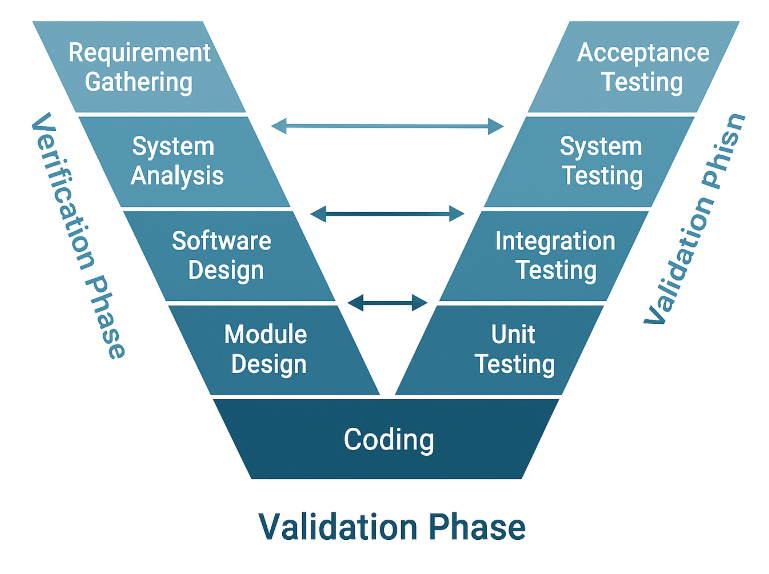 Requirement
Gathering
Acceptance
Testing
System
Analysis
System
Testing
Software
Design
Integration
Testing
Module
Design
Unit
Testing
Coding
Verification Phase
Validation Phisn
Validation Phase